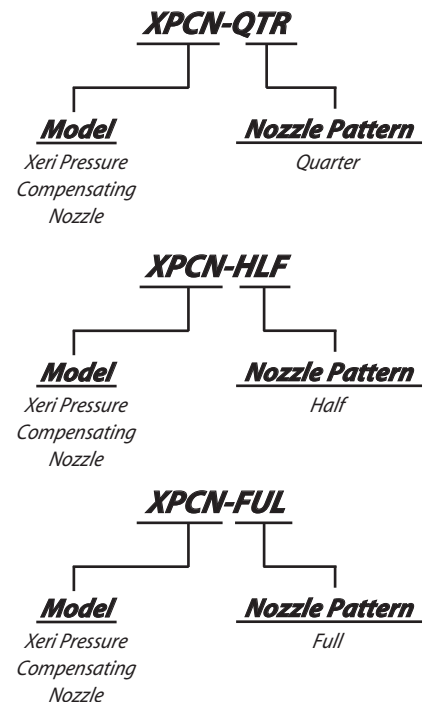 XPCN-QTR
Model
Xeri Pressure
Compensating
Nozzle
Nozzle Pattern
Quarter
XPCN-HLF
Model
Xeri Pressure
Compensating
Nozzle
Nozzle Pattern
Half
XPCN-FUL
Model
Xeri Pressure
Compensating
Nozzle
Nozzle Pattern
Full